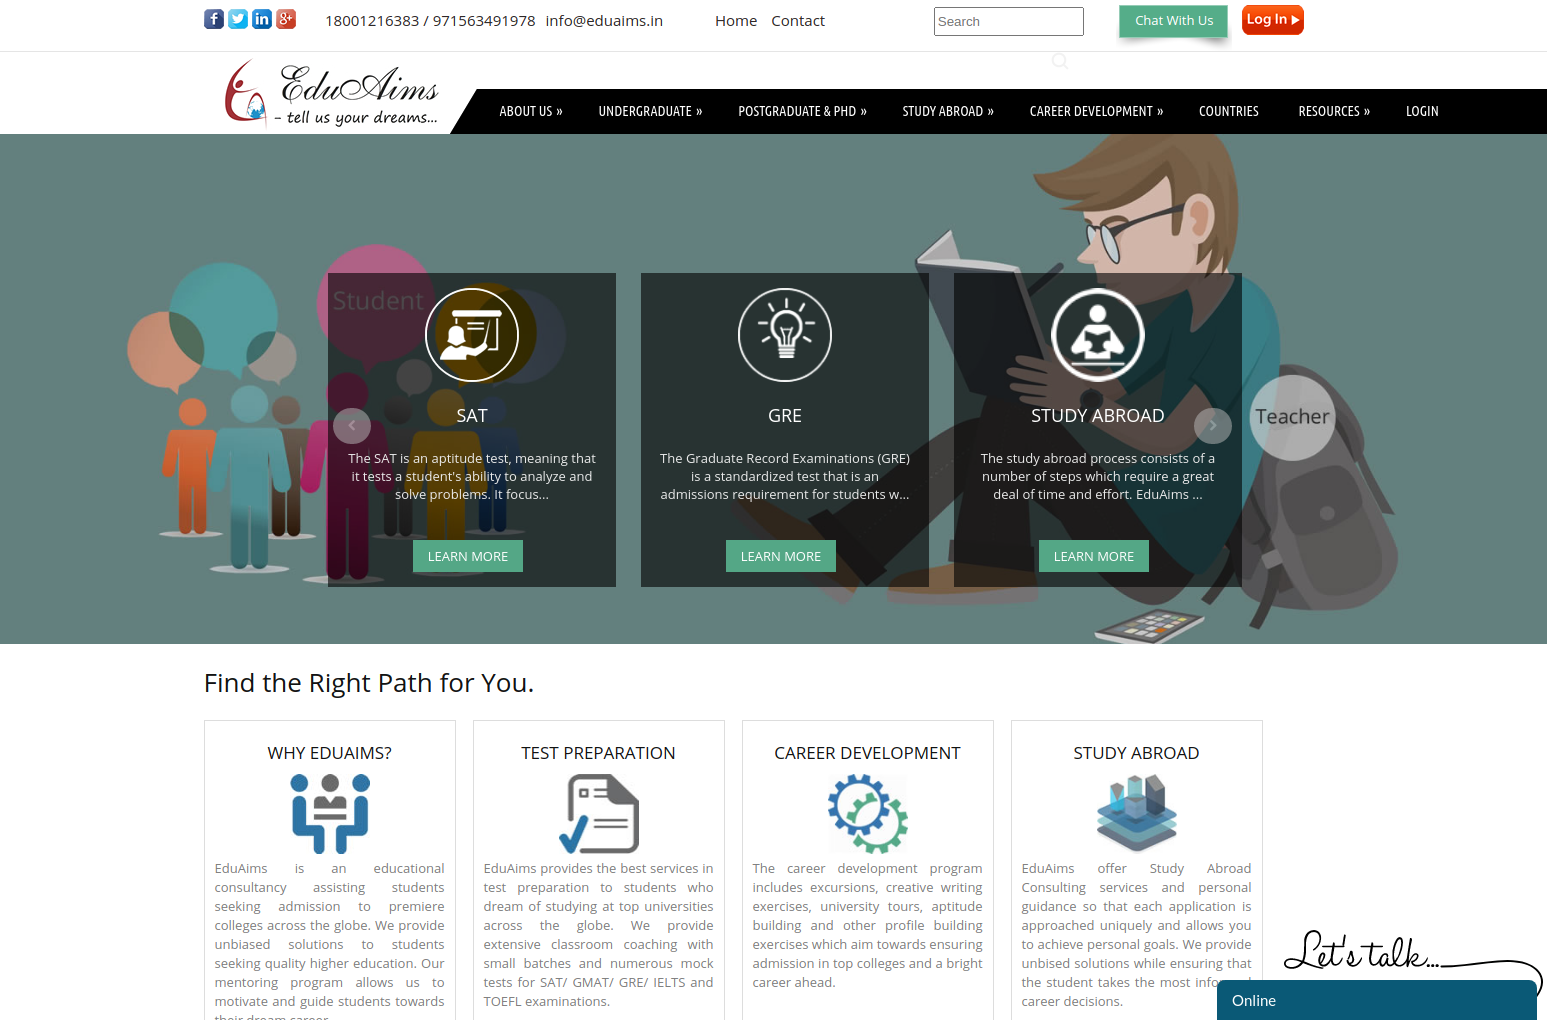 18001216383 / 971563491978 info@eduaims.in Home Contact Search Chat With Us Log In
EduAims
- tell us your dreams...
ABOUT US » UNDERGRADUATE » POSTGRADUATE & PHD » STUDY ABROAD » CAREER DEVELOPMENT » COUNTRIES RESOURCES » LOGIN
Student
Teacher
SAT
The SAT is an aptitude test, meaning that
it tests a student's ability to analyze and
solve problems. It focus...
LEARN MORE
GRE
The Graduate Record Examinations (GRE)
is a standardized test that is an
admissions requirement for students w...
LEARN MORE
STUDY ABROAD
The study abroad process consists of a
number of steps which require a great
deal of time and effort. EduAims ...
LEARN MORE
Find the Right Path for You.
WHY EDUAIMS?
EduAims is an educational
consultancy assisting students
seeking admission to premiere
colleges across the globe. We provide
unbiased solutions to students
seeking quality higher education. Our
mentoring program allows us to
motivate and guide students towards
their dream career
TEST PREPARATION
EduAims provides the best services in
test preparation to students who
dream of studying at top universities
across the globe. We provide
extensive classroom coaching with
small batches and numerous mock
tests for SAT/ GMAT/ GRE/ IELTS and
TOEFL examinations.
CAREER DEVELOPMENT
The career development program
includes excursions, creative writing
exercises, university tours, aptitude
building and other profile building
exercises which aim towards ensuring
admission in top colleges and a bright
career ahead.
STUDY ABROAD
EduAims offer Study Abroad
Consulting services and personal
guidance so that each application is
approached uniquely and allows you
to achieve personal goals. We provide
unbised solutions while ensuring that
the student takes the most
career decisions.
Let's talk...
Online